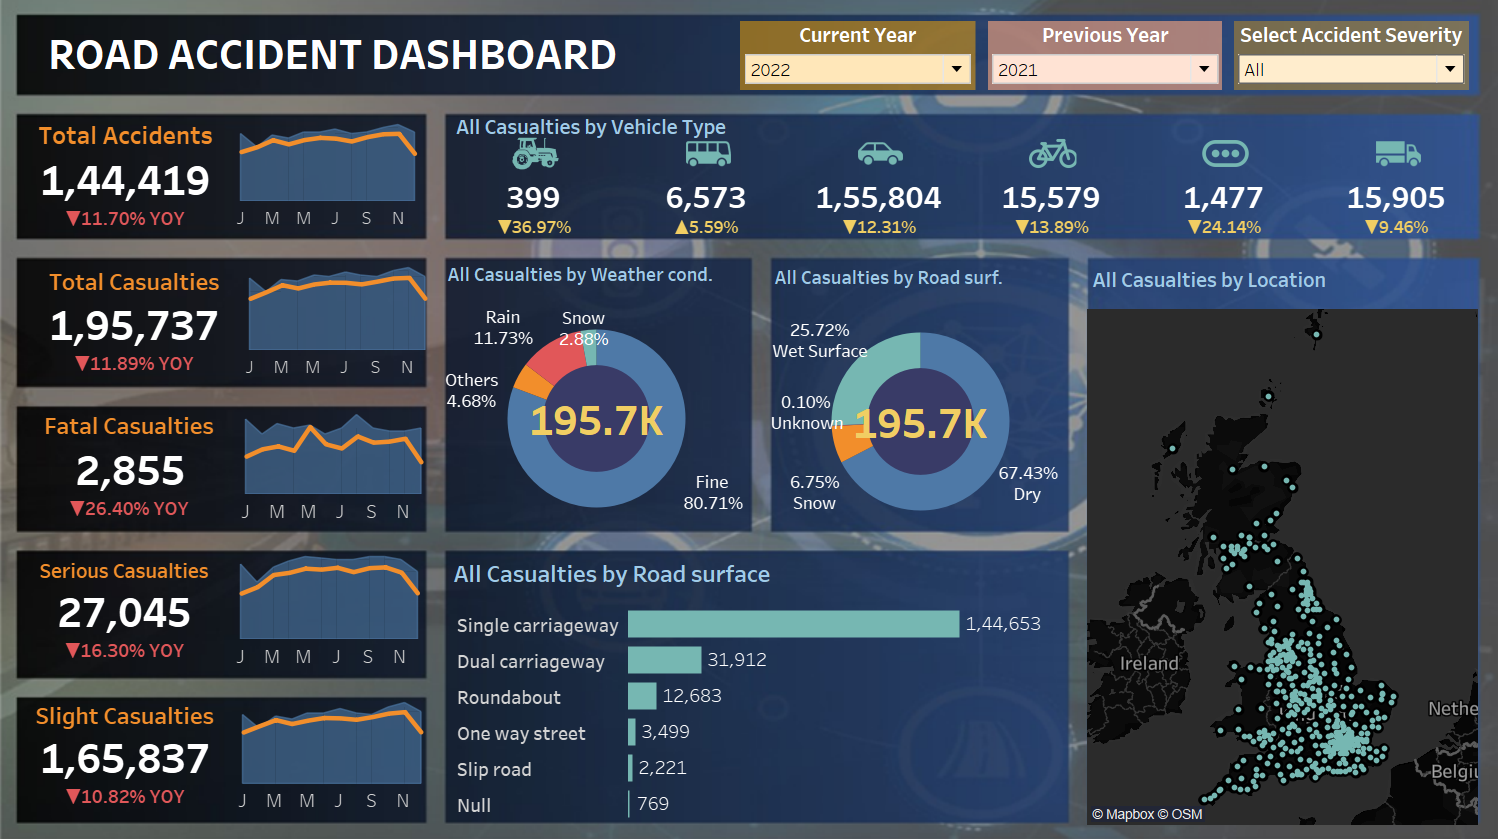 ROAD ACCIDENT DASHBOARD
Current Year
2022
Previous Year
2021
Select Accident Severity
All
Total Accidents
1,44,419
▼11.70% YOY
J M M J S N
Total Casualties
1,95,737
▼11.89% YOY
J M M J S N
Fatal Casualties
2,855
▼26.40% YOY
J M M J S N
Serious Casualties
27,045
▼16.30% YOY
J M M J S N
Slight Casualties
1,65,837
▼10.82% YOY
J M M J S N
All Casualties by Vehicle Type
399 6,573 1,55,804 15,579 1,477 15,905
▼36.97% ▲5.59% ▼12.31% ▼13.89% ▼24.14% ▼9.46%
All Casualties by Weather cond.
Rain
11.73%
Snow
2.88%
Others
4.68%
195.7K
Fine
80.71%
All Casualties by Road surf.
25.72%
Wet Surface
0.10%
Unknown
195.7K
6.75%
Snow
67.43%
Dry
All Casualties by Road surface
Single carriageway 1,44,653
Dual carriageway 31,912
Roundabout 12,683
One way street 3,499
Slip road 2,221
Null 769
All Casualties by Location
Ireland
Nethe
Belgiu
© Mapbox © OSM